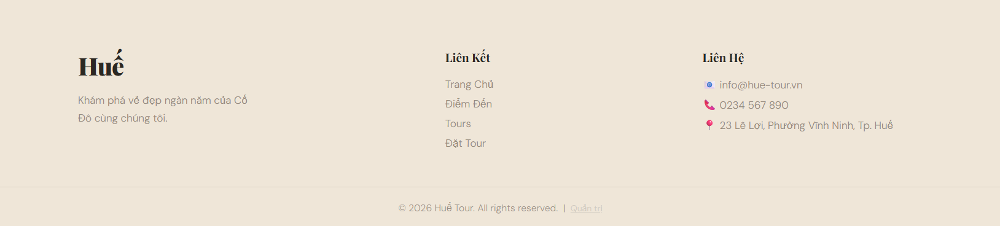 Huế
Khám phá vẻ đẹp ngàn năm của Cố
Đô cùng chúng tôi.
Liên Kết
Trang Chủ
Điểm Đến
Tours
Đặt Tour
Liên Hệ
info@hue-tour.vn
0234 567 890
23 Lê Lợi, Phường Vĩnh Ninh, Tp. Huế
© 2026 Huế Tour. All rights reserved. | Quản trị